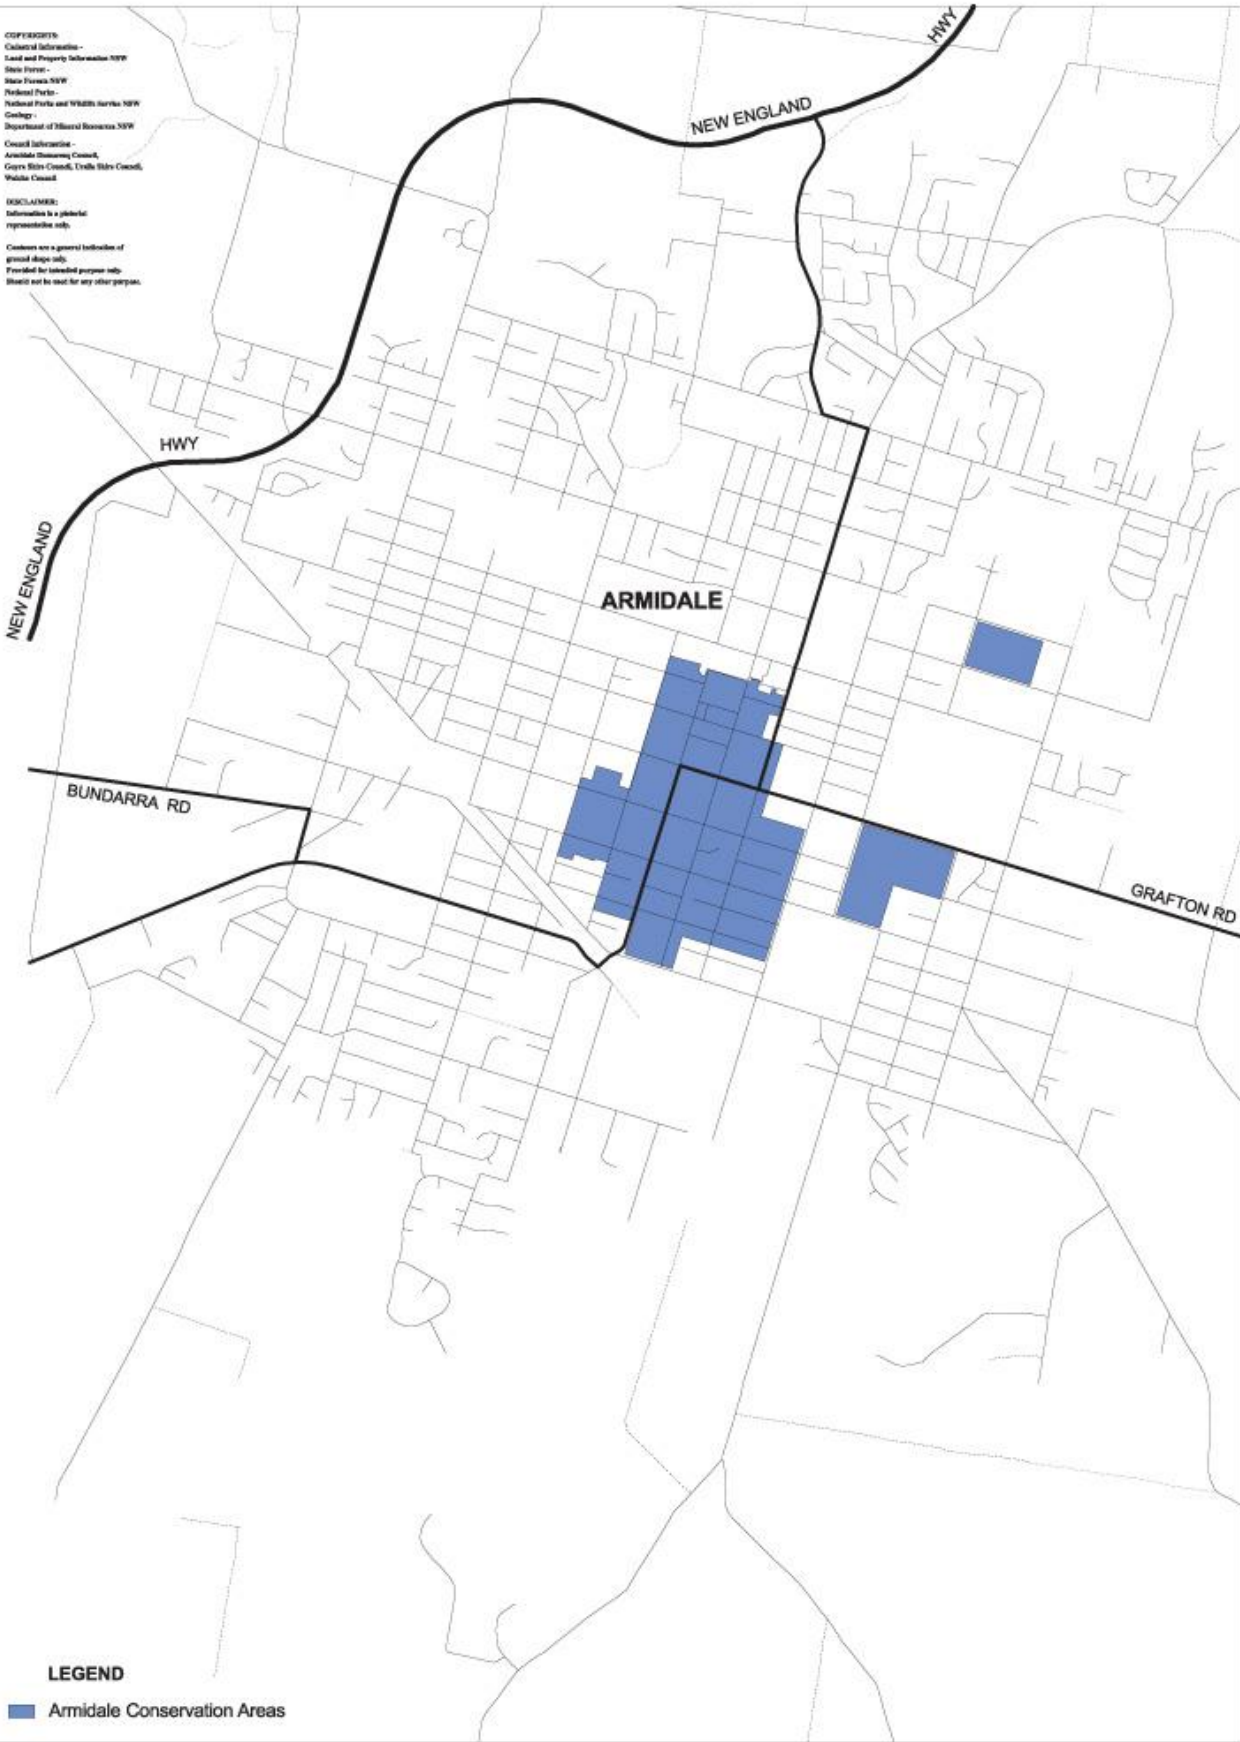 COPYRIGHTS:
Cadastral Information -
Land and Property Information NSW
State Forest -
State Forests NSW
National Parks -
National Parks and Wildlife Service NSW
Geology -
Department of Mineral Resources NSW
Council Information -
Armidale Dumaresq Council,
Guyra Shire Council, Uralla Shire Council,
Walcha Council
DISCLAIMER:
Information is a pictorial
representation only.
Contours are a general indication of
ground slope only.
Provided for intended purpose only.
Should not be used for any other purpose.
HWY
NEW ENGLAND
HWY
NEW ENGLAND
ARMIDALE
BUNDARRA RD
GRAFTON RD
LEGEND
Armidale Conservation Areas